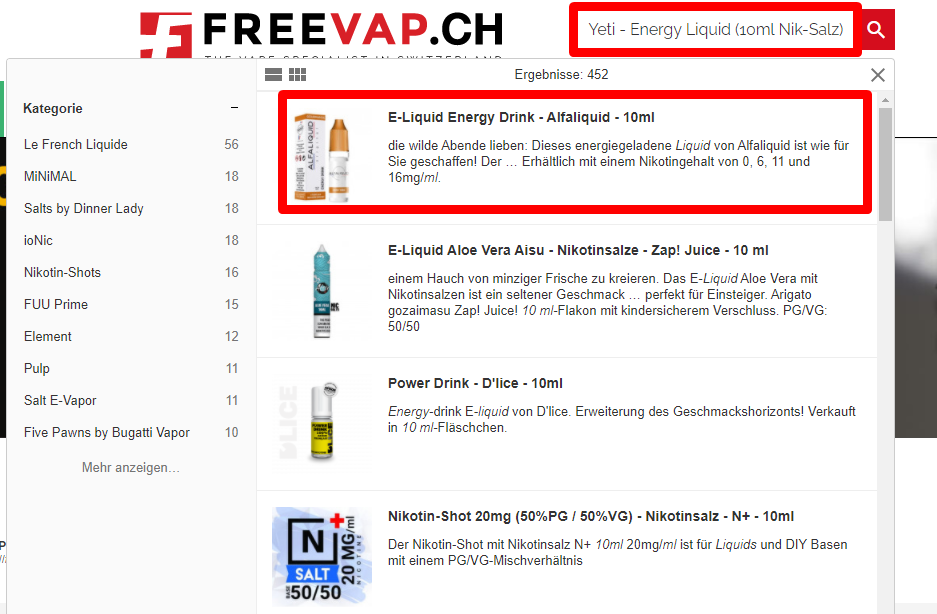 FREEVAP.CH
THE VAPE SPECIALIST IN SWITZERLAND
Yeti - Energy Liquid (10ml Nik-Salz)
Ergebnisse: 452
Kategorie
Le French Liquide 56
MiNiMAL 18
Salts by Dinner Lady 18
ioNic 18
Nikotin-Shots 16
FUU Prime 15
Element 12
Pulp 11
Salt E-Vapor 11
Five Pawns by Bugatti Vapor 10
Mehr anzeigen…
E-Liquid Energy Drink - Alfaliquid - 10ml
die wilde Abende lieben: Dieses energiegeladene Liquid von Alfaliquid ist wie für
Sie geschaffen! Der … Erhältlich mit einem Nikotingehalt von 0, 6, 11 und
16mg/ml.
ALFALIQUID
E-Liquid Aloe Vera Aisu - Nikotinsalze - Zap! Juice - 10 ml
einem Hauch von minziger Frische zu kreieren. Das E-Liquid Aloe Vera mit
Nikotinsalzen ist ein seltener Geschmack … perfekt für Einsteiger. Arigato
gozaimasu Zap! Juice! 10 ml-Flakon mit kindersicherem Verschluss. PG/VG:
50/50
Power Drink - D'lice - 10ml
Energy-drink E-liquid von D'lice. Erweiterung des Geschmackshorizonts! Verkauft
in 10 ml-Fläschchen.
DLICE
Nikotin-Shot 20mg (50%PG / 50%VG) - Nikotinsalz - N+ - 10ml
Der Nikotin-Shot mit Nikotinsalz N+ 10ml 20mg/ml ist für Liquids und DIY Basen
mit einem PG/VG-Mischverhältnis
N
SALT
BASE
50/50
20 MG/ml
NICOTINE